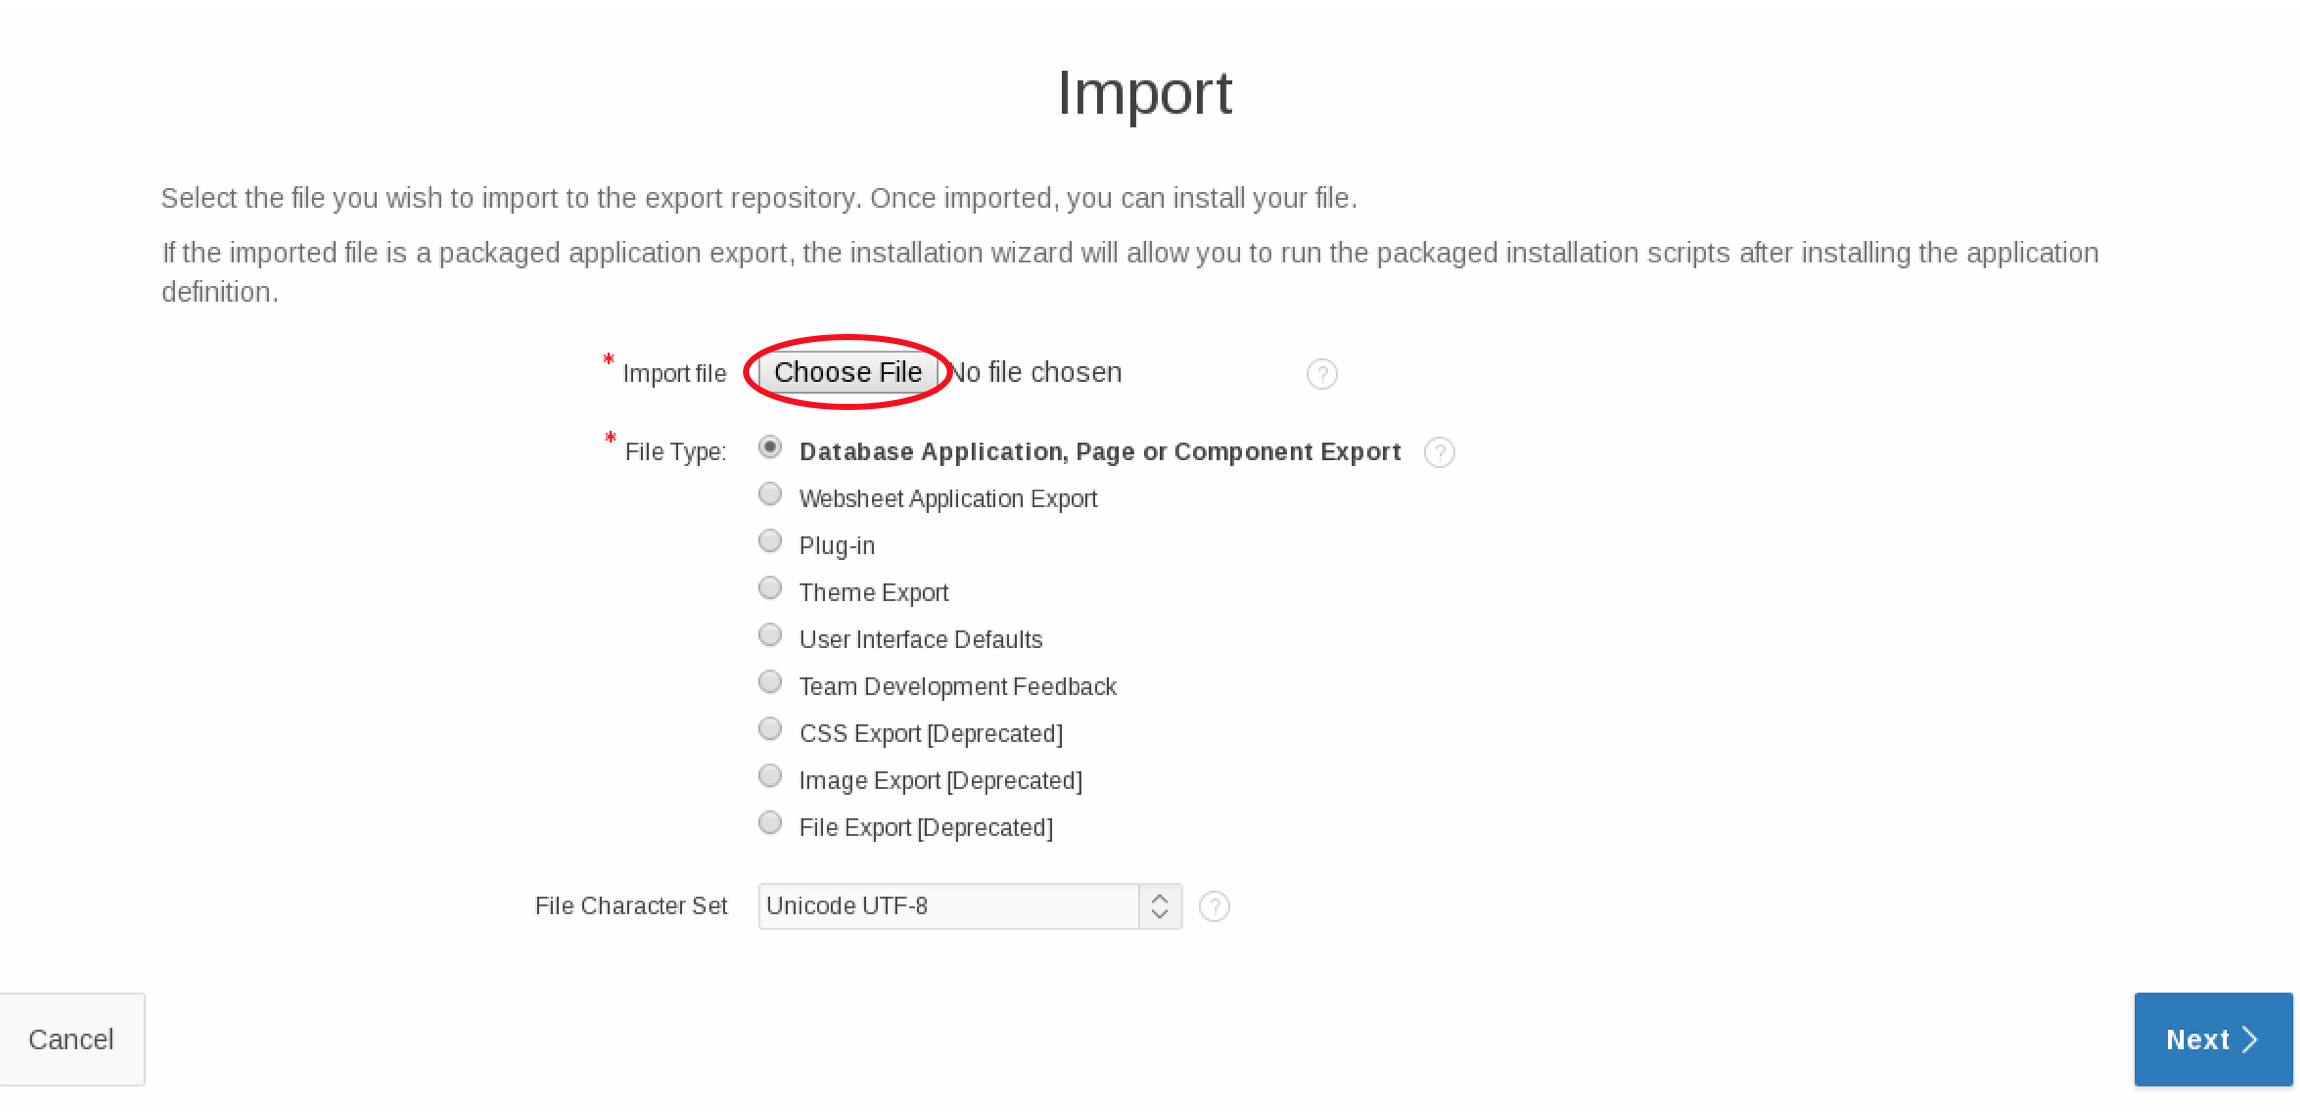 Import
Select the file you wish to import to the export repository. Once imported, you can install your file.
If the imported file is a packaged application export, the installation wizard will allow you to run the packaged installation scripts after installing the application
definition.
* Import file Choose File No file chosen ?
* File Type: Database Application, Page or Component Export ?
Websheet Application Export
Plug-in
Theme Export
User Interface Defaults
Team Development Feedback
CSS Export [Deprecated]
Image Export [Deprecated]
File Export [Deprecated]
File Character Set Unicode UTF-8 ?
Cancel Next >